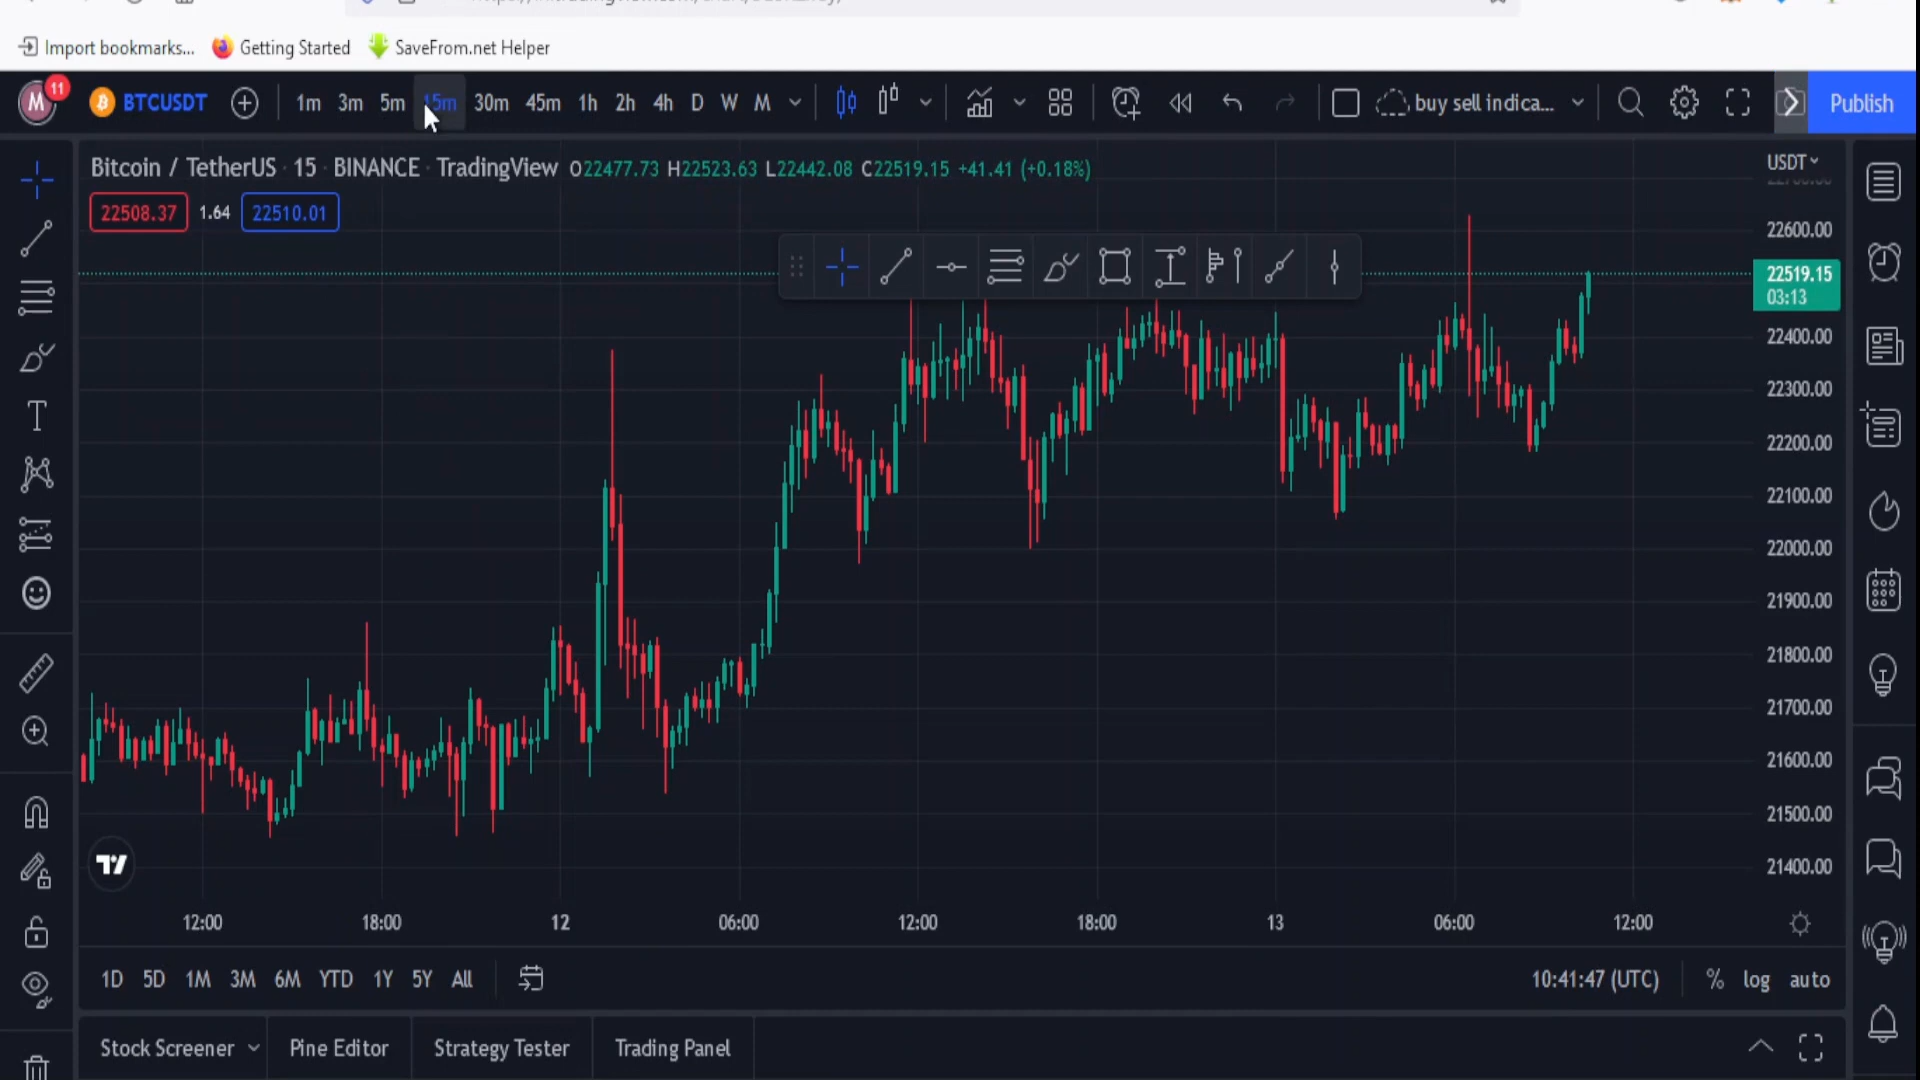 Import bookmarks... Getting Started SaveFrom.net Helper
M 11 BTCUSDT 1m 3m 5m 15m 30m 45m 1h 2h 4h D W M buy sell indica... Publish
Bitcoin / TetherUS · 15 · BINANCE · TradingView O22477.73 H22523.63 L22442.08 C22519.15 +41.41 (+0.18%)
USDT
22508.37 1.64 22510.01
22600.00
22519.15
03:13
22400.00
22300.00
22200.00
22100.00
22000.00
21900.00
21800.00
21700.00
21600.00
21500.00
21400.00
12:00 18:00 12 06:00 12:00 18:00 13 06:00 12:00
1D 5D 1M 3M 6M YTD 1Y 5Y All 10:41:47 (UTC) % log auto
Stock Screener Pine Editor Strategy Tester Trading Panel